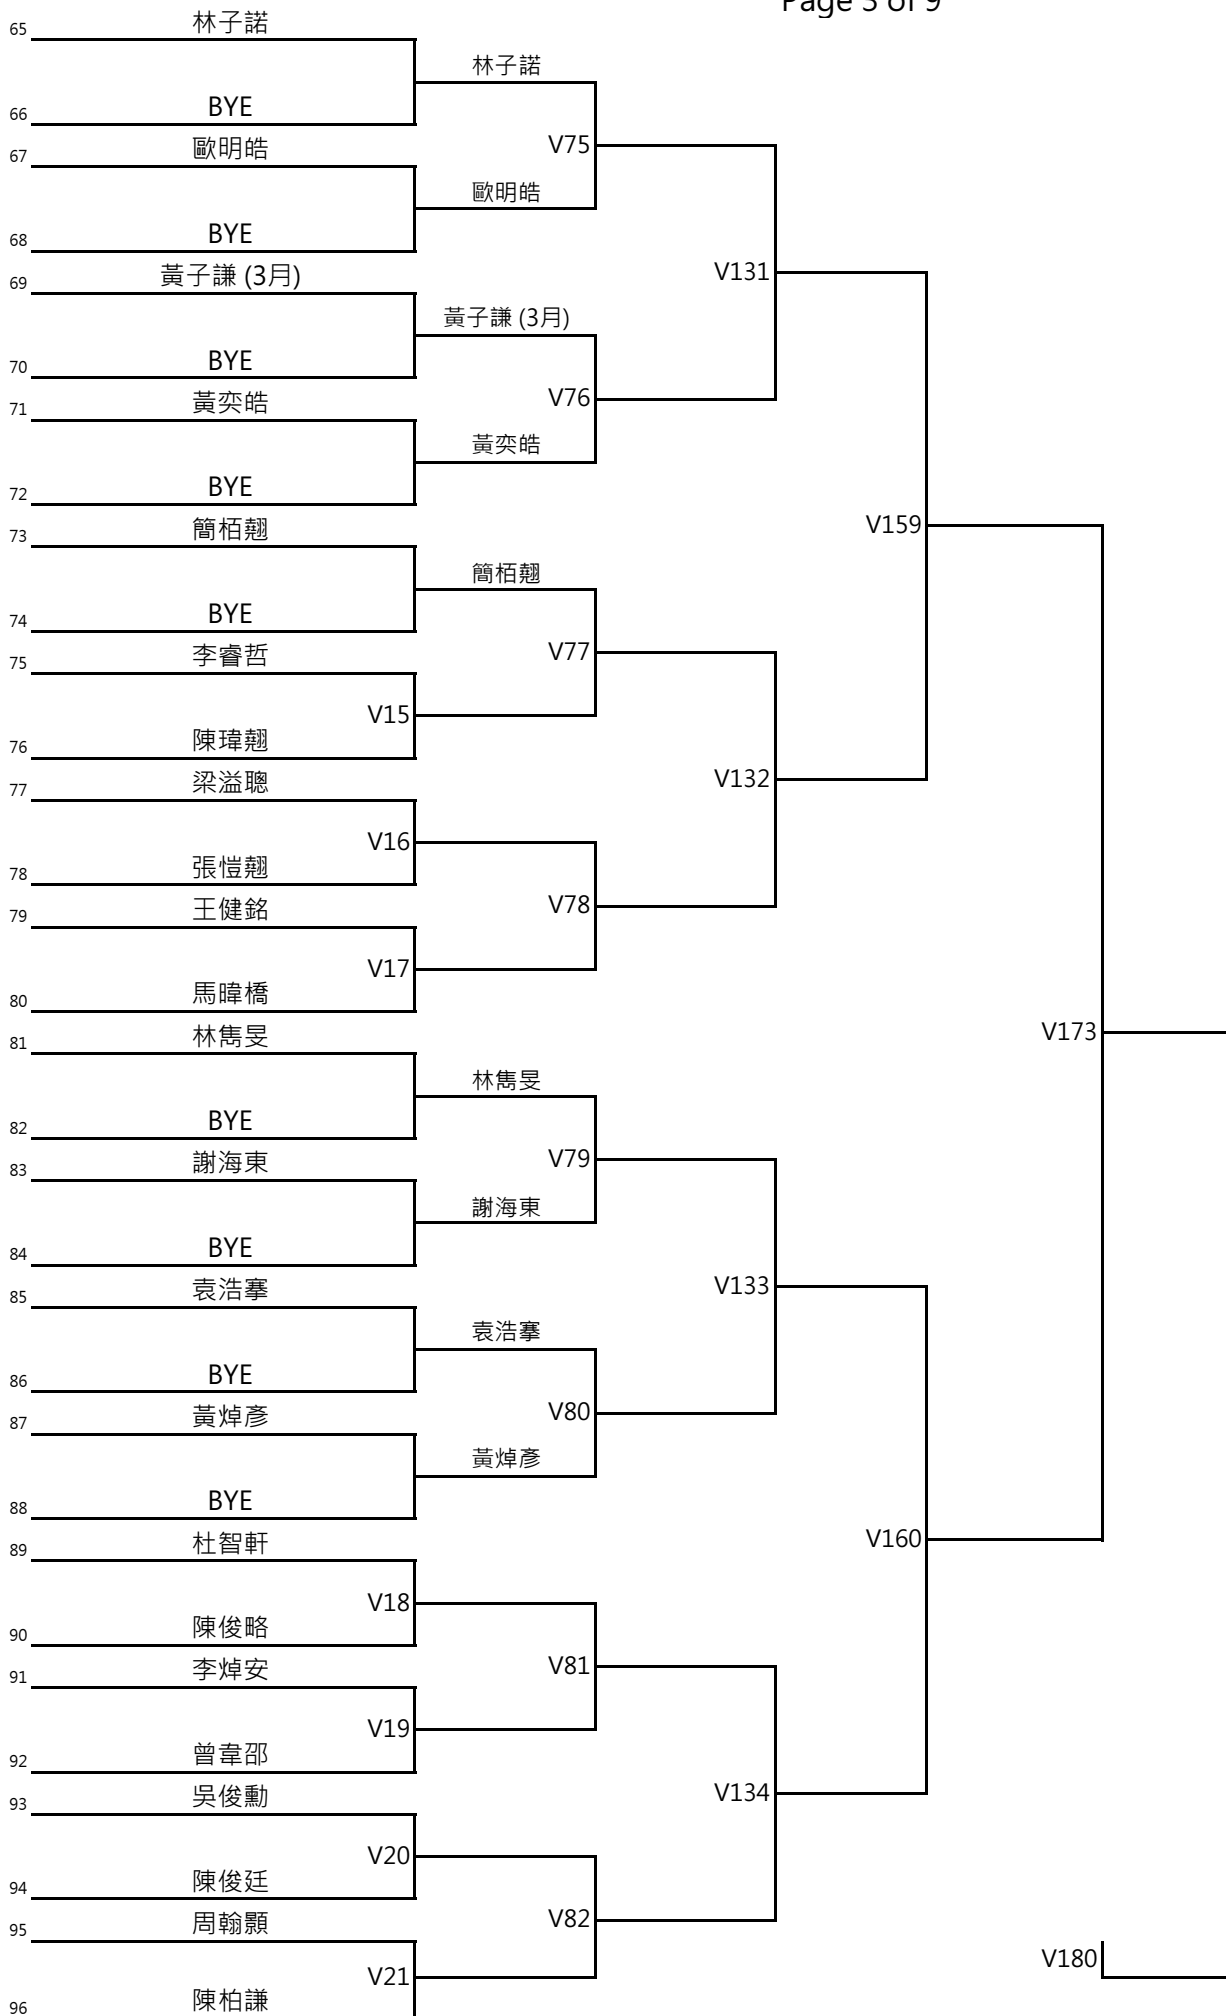 Page 3 of 9
65 林子諾
林子諾
66 BYE
67 歐明皓
V75
歐明皓
68 BYE
69 黃子謙 (3月)
V131
黃子謙 (3月)
70 BYE
71 黃奕皓
V76
黃奕皓
72 BYE
73 簡栢翹
V159
簡栢翹
74 BYE
75 李睿哲
V77
V15
76 陳瑋翹
77 梁溢聰
V132
V16
78 張愷翹
79 王健銘
V78
V17
80 馬暐橋
81 林雋旻
V173
林雋旻
82 BYE
83 謝海東
V79
謝海東
84 BYE
85 袁浩搴
V133
袁浩搴
86 BYE
87 黃焯彥
V80
黃焯彥
88 BYE
89 杜智軒
V160
V18
90 陳俊略
91 李焯安
V81
V19
92 曾韋邵
93 吳俊勳
V134
V20
94 陳俊廷
95 周翰顥
V82
V180
V21
96 陳柏謙